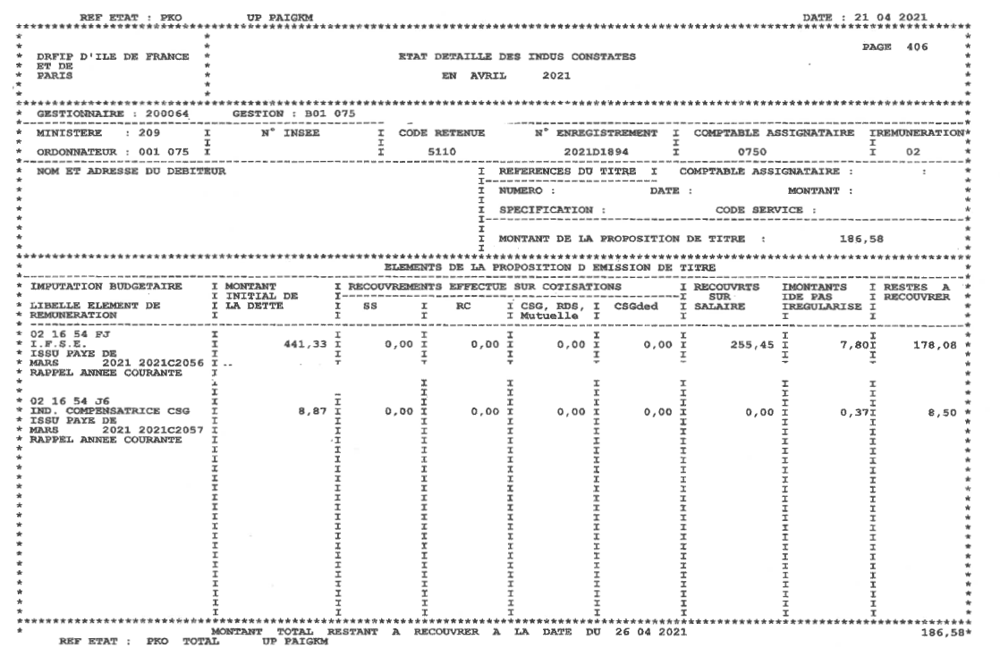 REF ETAT : PKO UP PAIGKM DATE : 21 04 2021
PAGE 406
DRFIP D'ILE DE FRANCE ETAT DETAILLE DES INDUS CONSTATES
ET DE
PARIS EN AVRIL 2021
GESTIONNAIRE : 200064 GESTION : B01 075
MINISTERE : 209 I N° INSEE I CODE RETENUE N° ENREGISTREMENT I COMPTABLE ASSIGNATAIRE IREMUNERATION
ORDONNATEUR : 001 075 I I 5110 2021D1894 I 0750 I 02
NOM ET ADRESSE DU DEBITEUR I REFERENCES DU TITRE I COMPTABLE ASSIGNATAIRE : :
I NUMERO : DATE : MONTANT :
I SPECIFICATION : CODE SERVICE :
I MONTANT DE LA PROPOSITION DE TITRE : 186,58
ELEMENTS DE LA PROPOSITION D EMISSION DE TITRE
IMPUTATION BUDGETAIRE I MONTANT I RECOUVREMENTS EFFECTUE SUR COTISATIONS I RECOUVRTS IMONTANTS I RESTES A
I INITIAL DE I I SUR IDE PAS I RECOUVRER
LIBELLE ELEMENT DE I LA DETTE I SS I RC I CSG, RDS, I CSGded I SALAIRE IREGULARISE I
REMUNERATION I I I I Mutuelle I I I I
02 16 54 FJ
I.F.S.E. I 441,33 I 0,00 I 0,00 I 0,00 I 0,00 I 255,45 I 7,80I 178,08
ISSU PAYE DE
MARS 2021 2021C2056 I
RAPPEL ANNEE COURANTE I
02 16 54 J6
IND. COMPENSATRICE CSG I 8,87 I 0,00 I 0,00 I 0,00 I 0,00 I 0,00 I 0,37I 8,50
ISSU PAYE DE
MARS 2021 2021C2057 I
RAPPEL ANNEE COURANTE I
MONTANT TOTAL RESTANT A RECOUVRER A LA DATE DU 26 04 2021 186,58
REF ETAT : PKO TOTAL UP PAIGKM